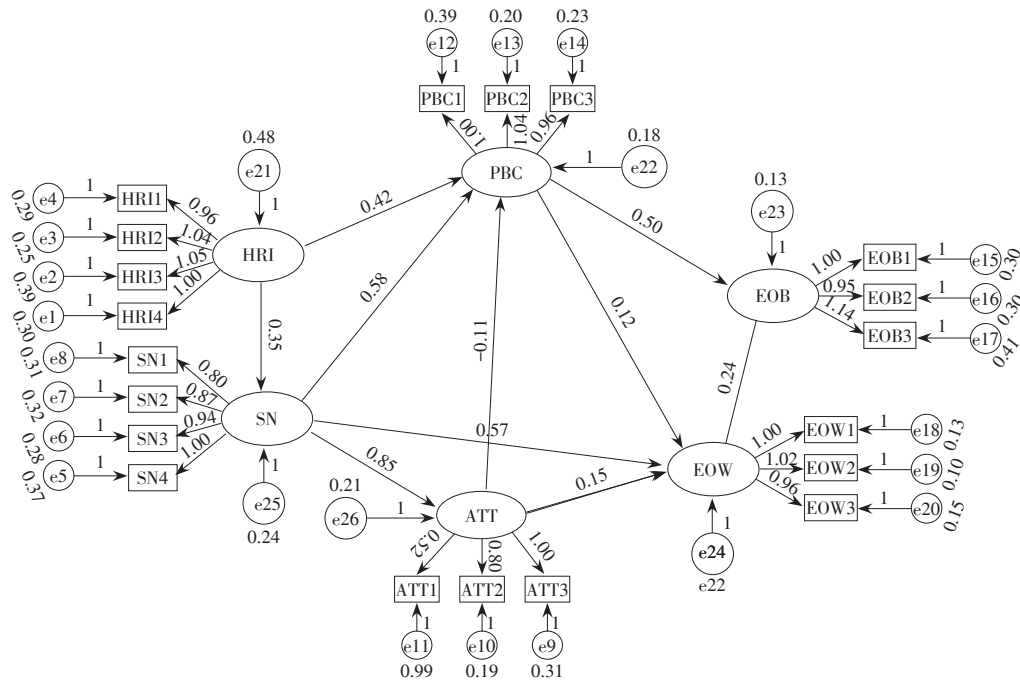 0.39
0.20
0.23
e12
e13
e14
1
1
1
PBC1
PBC2
PBC3
1.00
1.04
0.96
0.48
e21
1
0.18
e22
1
PBC
0.13
e23
1
e4
1
HRI1
0.29
0.96
e3
1
HRI2
0.25
1.04
e2
1
HRI3
0.39
1.05
e1
1
HRI4
0.30
1.00
HRI
0.42
0.50
EOB
1.00
EOB1
1
e15
0.30
0.95
EOB2
1
e16
0.30
1.14
EOB3
1
e17
0.41
0.58
−0.11
0.12
0.35
0.24
e8
1
SN1
0.31
0.80
e7
1
SN2
0.32
0.87
e6
1
SN3
0.28
0.94
e5
1
SN4
0.37
1.00
SN
0.57
0.85
0.15
1
e25
0.24
0.21
e26
1
ATT
EOW
1.00
EOW1
1
e18
0.13
1.02
EOW2
1
e19
0.10
0.96
EOW3
1
e20
0.15
1
e24
e22
0.52
0.80
1.00
ATT1
ATT2
ATT3
1
1
1
e11
e10
e9
0.99
0.19
0.31